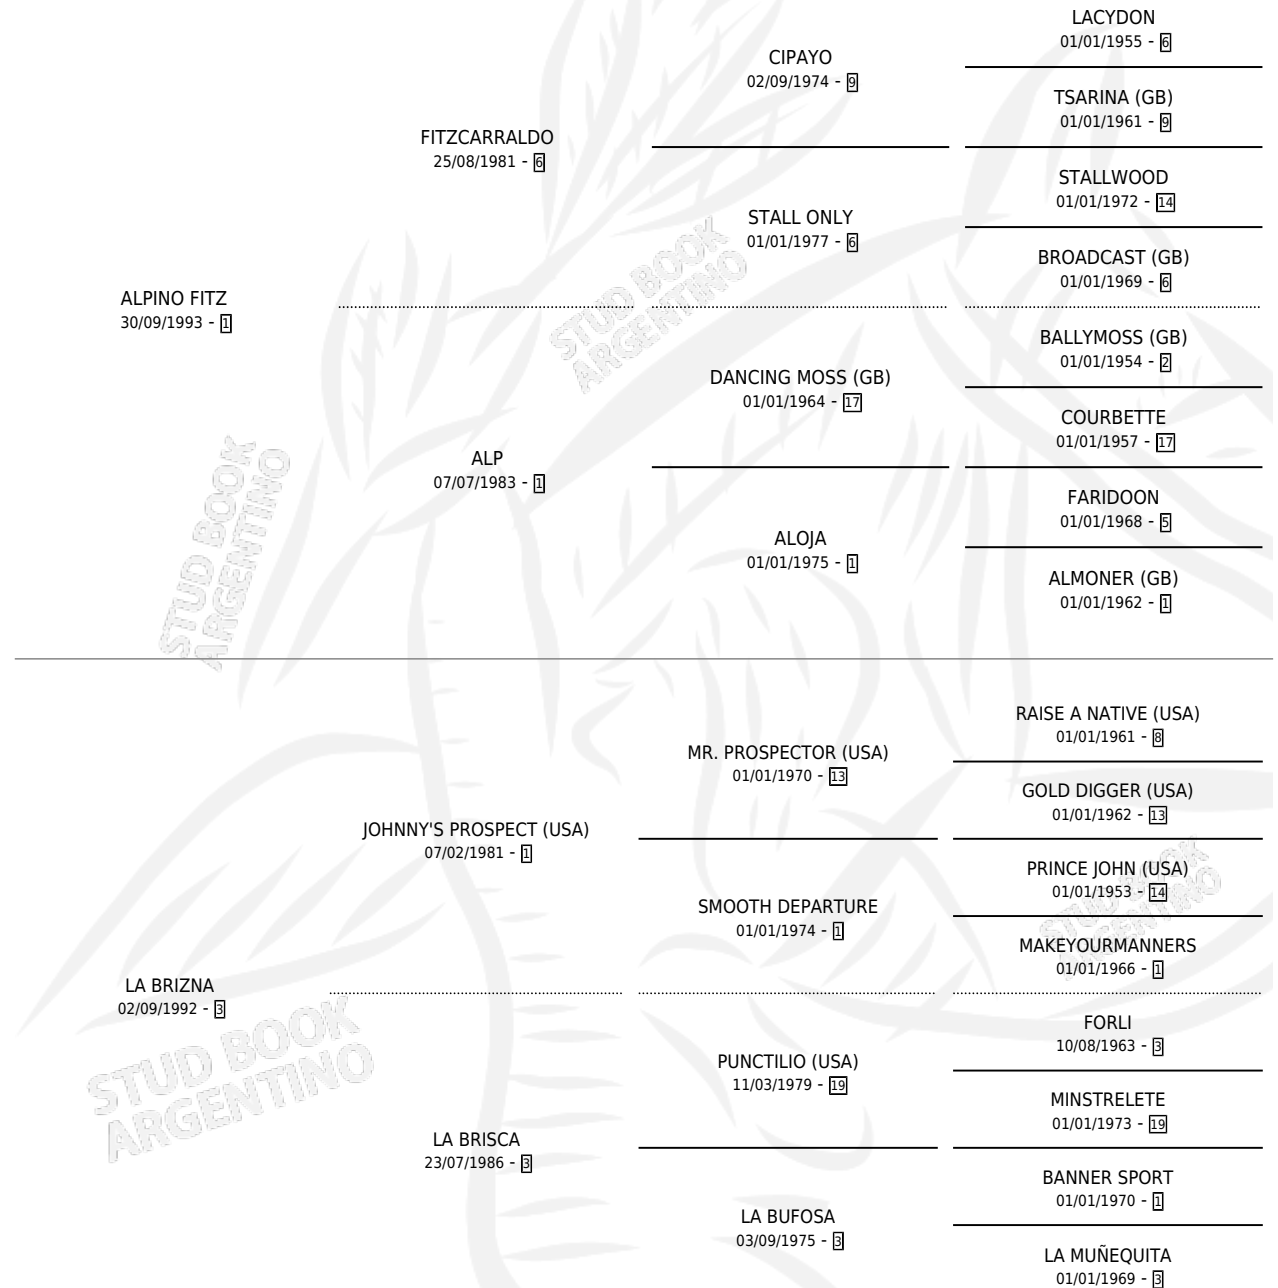 LACYDON
01/01/1955 - 6
CIPAYO
02/09/1974 - 9
TSARINA (GB)
01/01/1961 - 9
FITZCARRALDO
25/08/1981 - 6
STALLWOOD
01/01/1972 - 14
STALL ONLY
01/01/1977 - 6
BROADCAST (GB)
01/01/1969 - 6
ALPINO FITZ
30/09/1993 - 1
STUD BOOK
ARGENTINO
BALLYMOSS (GB)
01/01/1954 - 2
DANCING MOSS (GB)
01/01/1964 - 17
COURBETTE
01/01/1957 - 17
ALP
07/07/1983 - 1
FARIDOON
01/01/1968 - 5
ALOJA
01/01/1975 - 1
ALMONER (GB)
01/01/1962 - 1
STUD BOOK
ARGENTINO
RAISE A NATIVE (USA)
01/01/1961 - 8
MR. PROSPECTOR (USA)
01/01/1970 - 13
GOLD DIGGER (USA)
01/01/1962 - 13
JOHNNY'S PROSPECT (USA)
07/02/1981 - 1
PRINCE JOHN (USA)
01/01/1953 - 14
SMOOTH DEPARTURE
01/01/1974 - 1
STUD BOOK
ARGENTINO
MAKEYOURMANNERS
01/01/1966 - 1
LA BRIZNA
02/09/1992 - 3
STUD BOOK
ARGENTINO
FORLI
10/08/1963 - 3
PUNCTILIO (USA)
11/03/1979 - 19
MINSTRELETE
01/01/1973 - 19
LA BRISCA
23/07/1986 - 3
BANNER SPORT
01/01/1970 - 1
LA BUFOSA
03/09/1975 - 3
LA MUÑEQUITA
01/01/1969 - 3